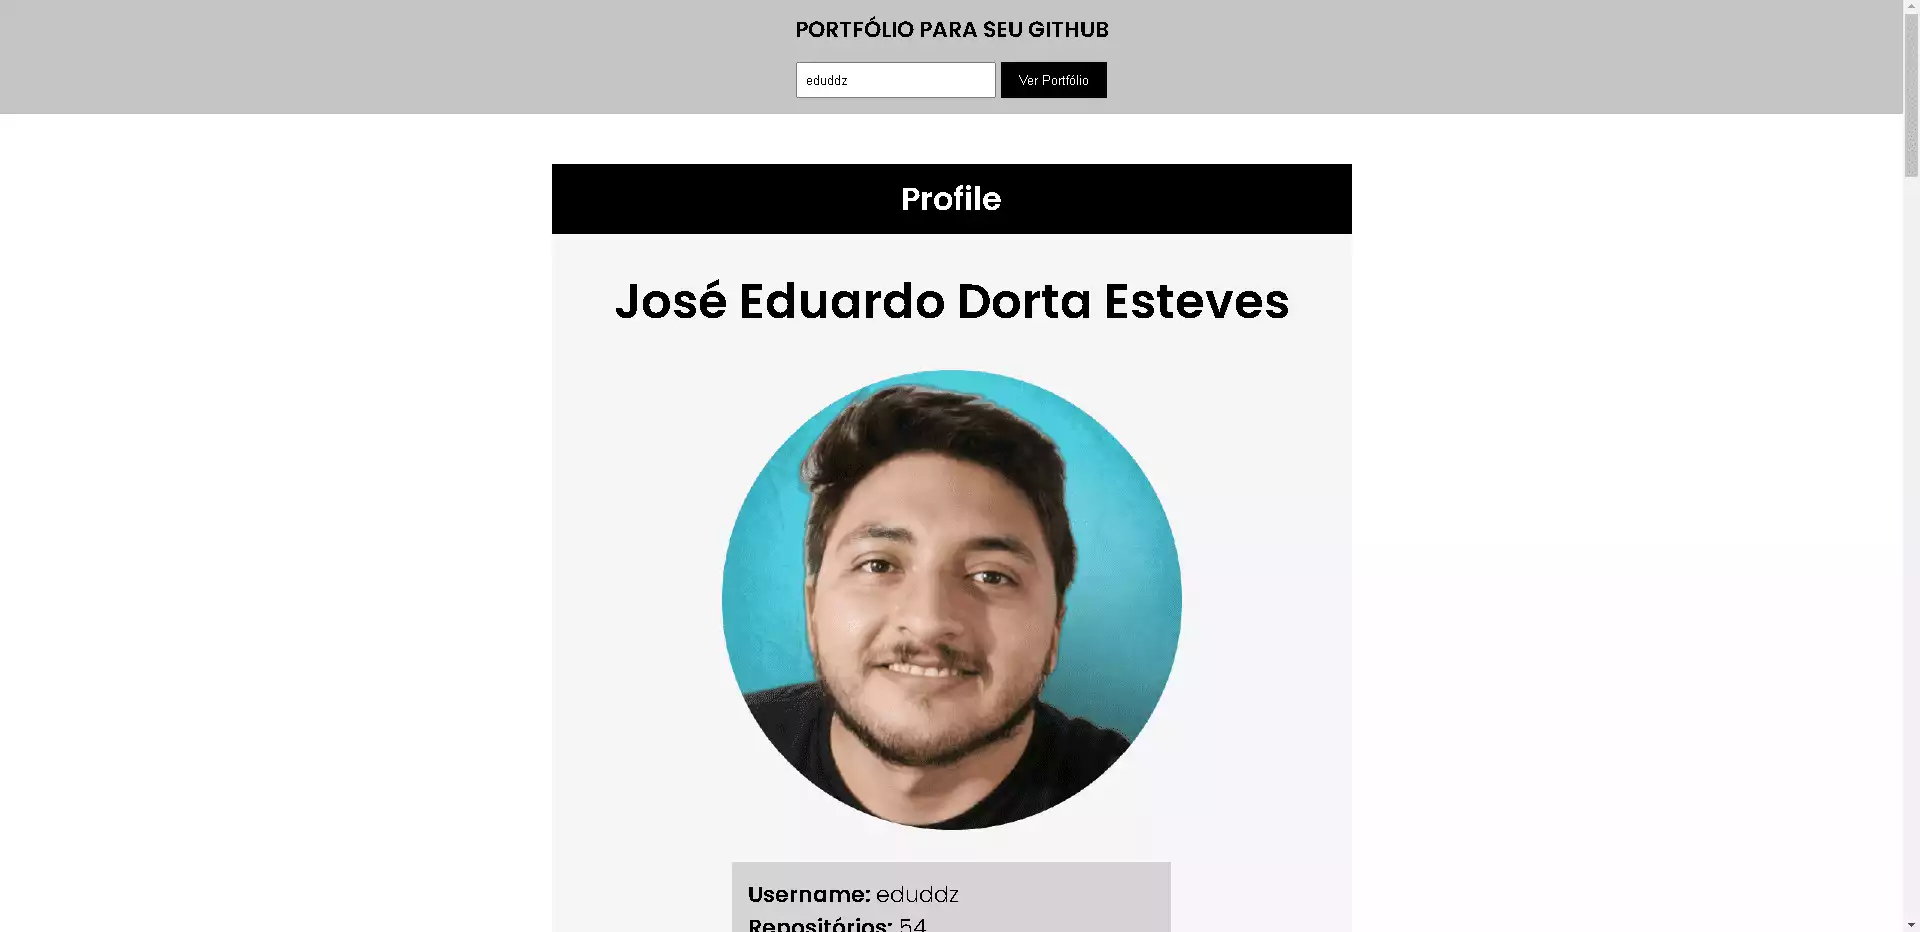 PORTFÓLIO PARA SEU GITHUB
eduddz Ver Portfólio
Profile
José Eduardo Dorta Esteves
Username: eduddz
Repositórios: 54